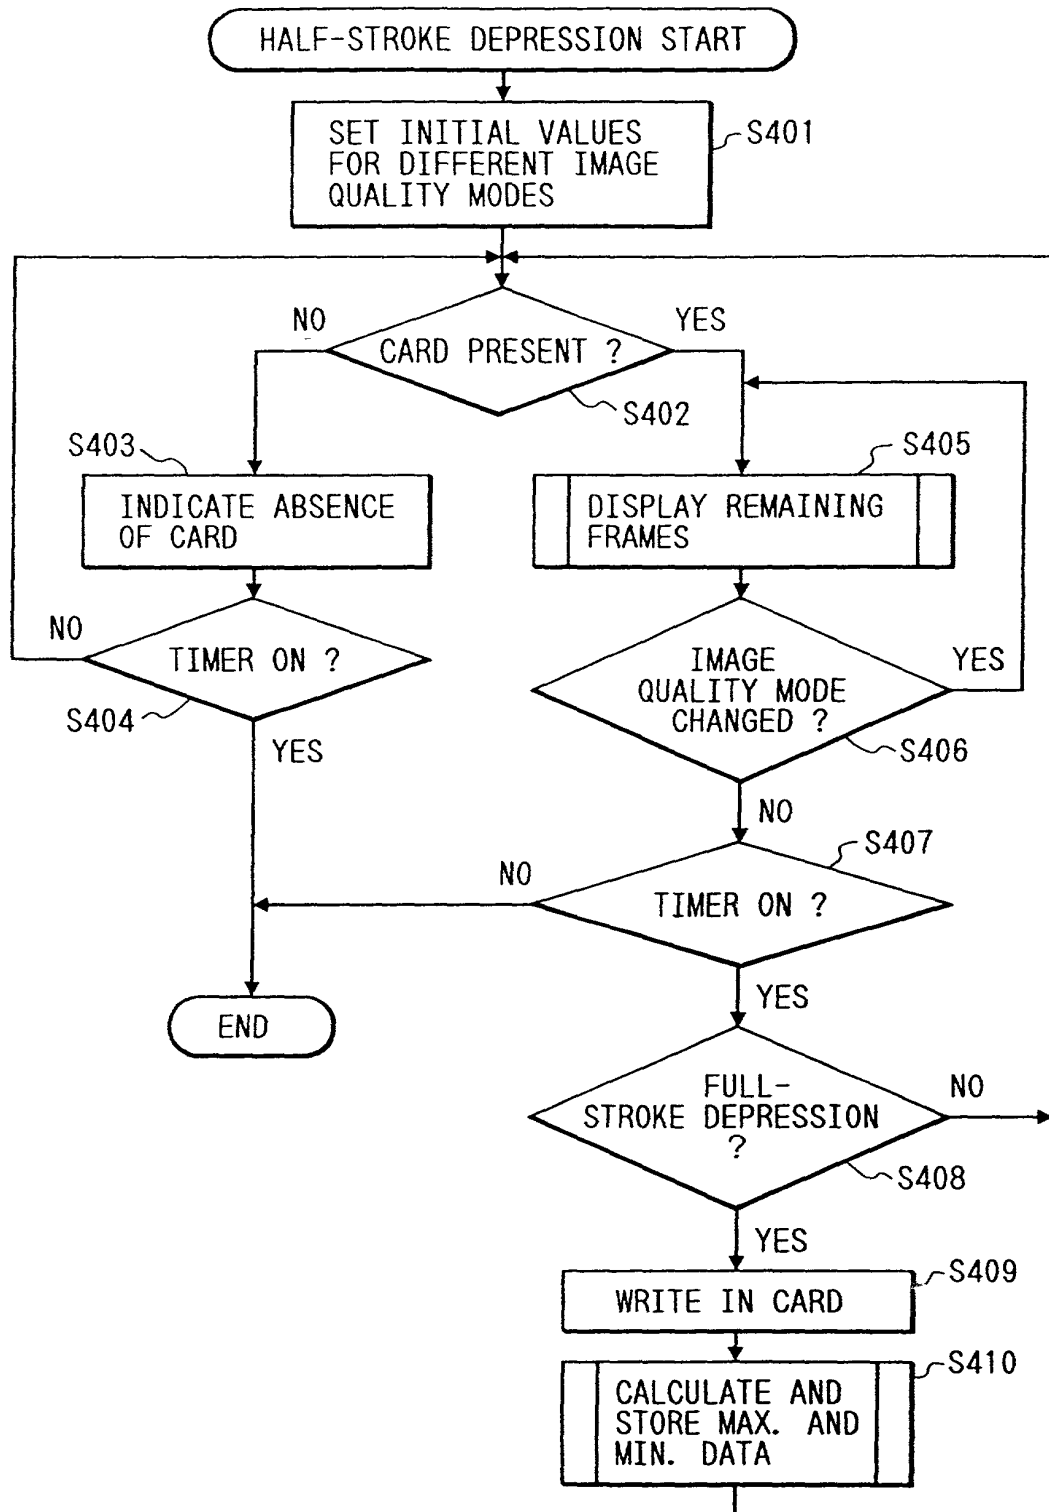 HALF-STROKE DEPRESSION START
SET INITIAL VALUES
FOR DIFFERENT IMAGE
QUALITY MODES
S401
NO
YES
CARD PRESENT ?
S402
S403
INDICATE ABSENCE
OF CARD
S405
DISPLAY REMAINING
FRAMES
NO
TIMER ON ?
S404
YES
IMAGE
QUALITY MODE
CHANGED ?
YES
S406
NO
S407
NO
TIMER ON ?
YES
END
FULL-
STROKE DEPRESSION
?
NO
S408
YES
S409
WRITE IN CARD
S410
CALCULATE AND
STORE MAX. AND
MIN. DATA